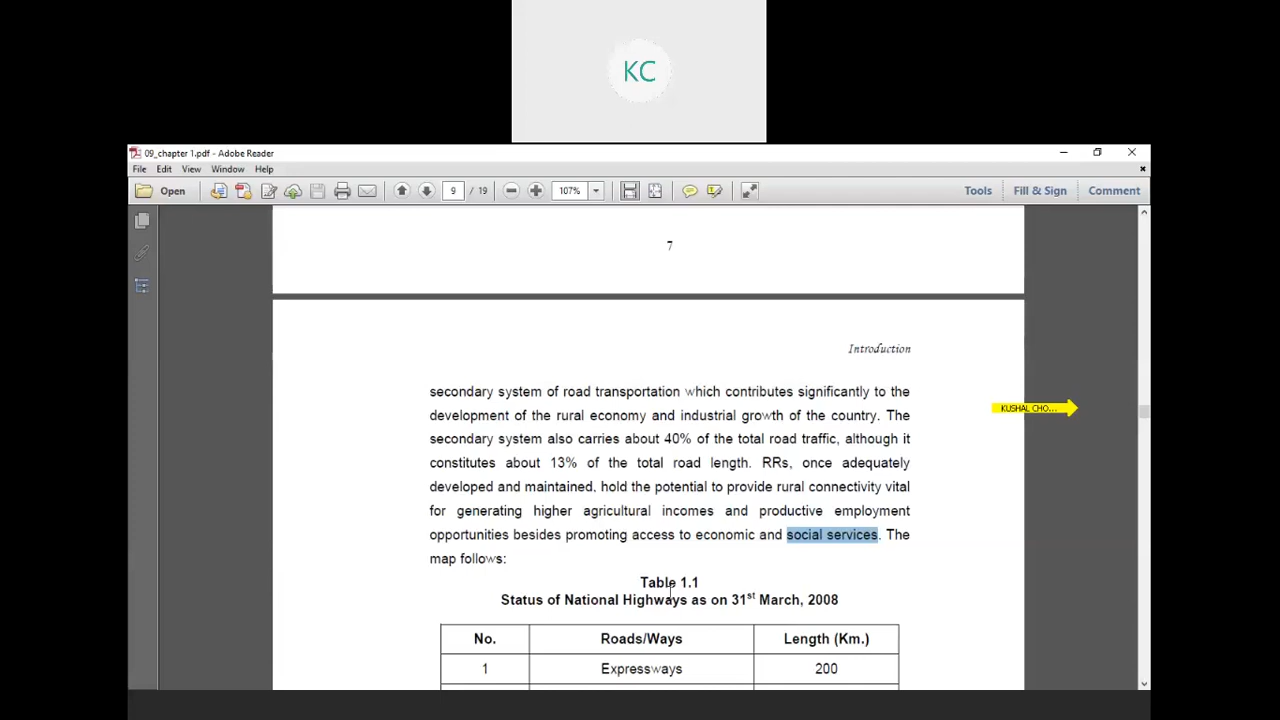 KC
09_chapter 1.pdf - Adobe Reader
File Edit View Window Help
Open 9 / 19 107% Tools Fill & Sign Comment
7
Introduction
secondary system of road transportation which contributes significantly to the
development of the rural economy and industrial growth of the country. The
KUSHAL CHO...
secondary system also carries about 40% of the total road traffic, although it
constitutes about 13% of the total road length. RRs, once adequately
developed and maintained, hold the potential to provide rural connectivity vital
for generating higher agricultural incomes and productive employment
opportunities besides promoting access to economic and social services. The
map follows:
Table 1.1
Status of National Highways as on 31st March, 2008
No. Roads/Ways Length (Km.)
1 Expressways 200